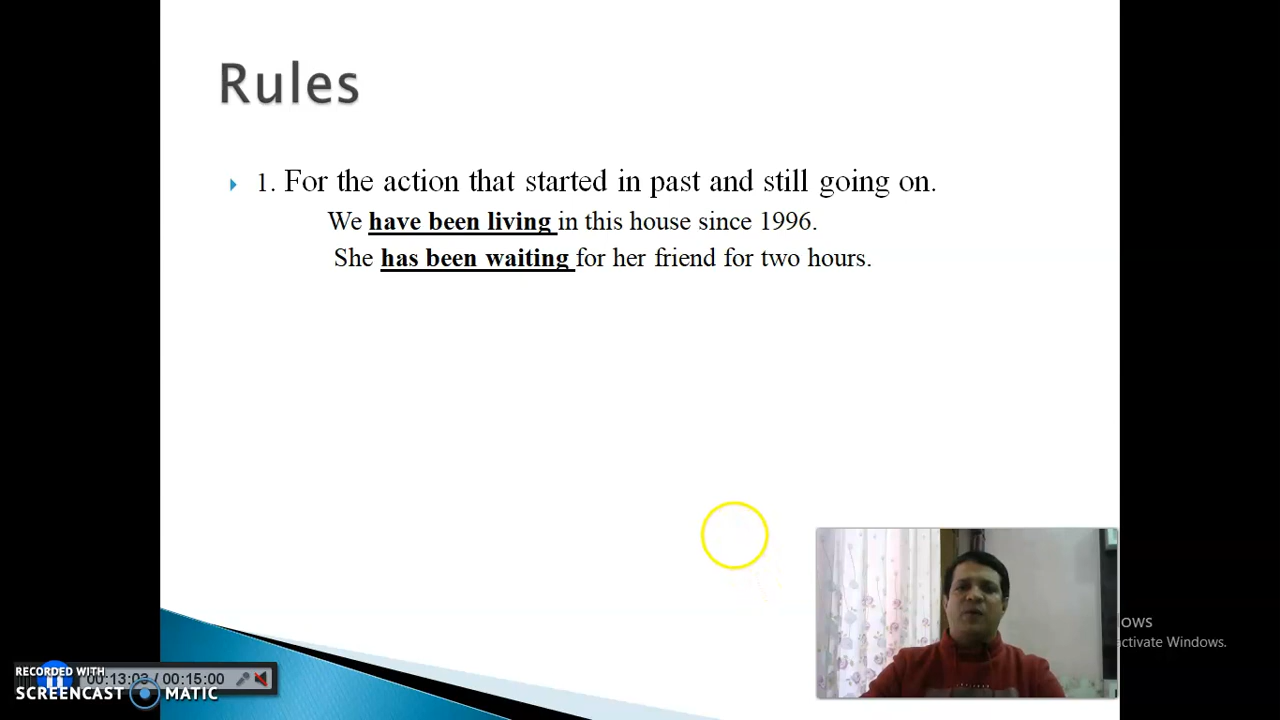 Rules
1. For the action that started in past and still going on.
We have been living in this house since 1996.
She has been waiting for her friend for two hours.
ows
activate Windows.
RECORDED WITH
SCREENCAST MATIC
00:13:03 / 00:15:00